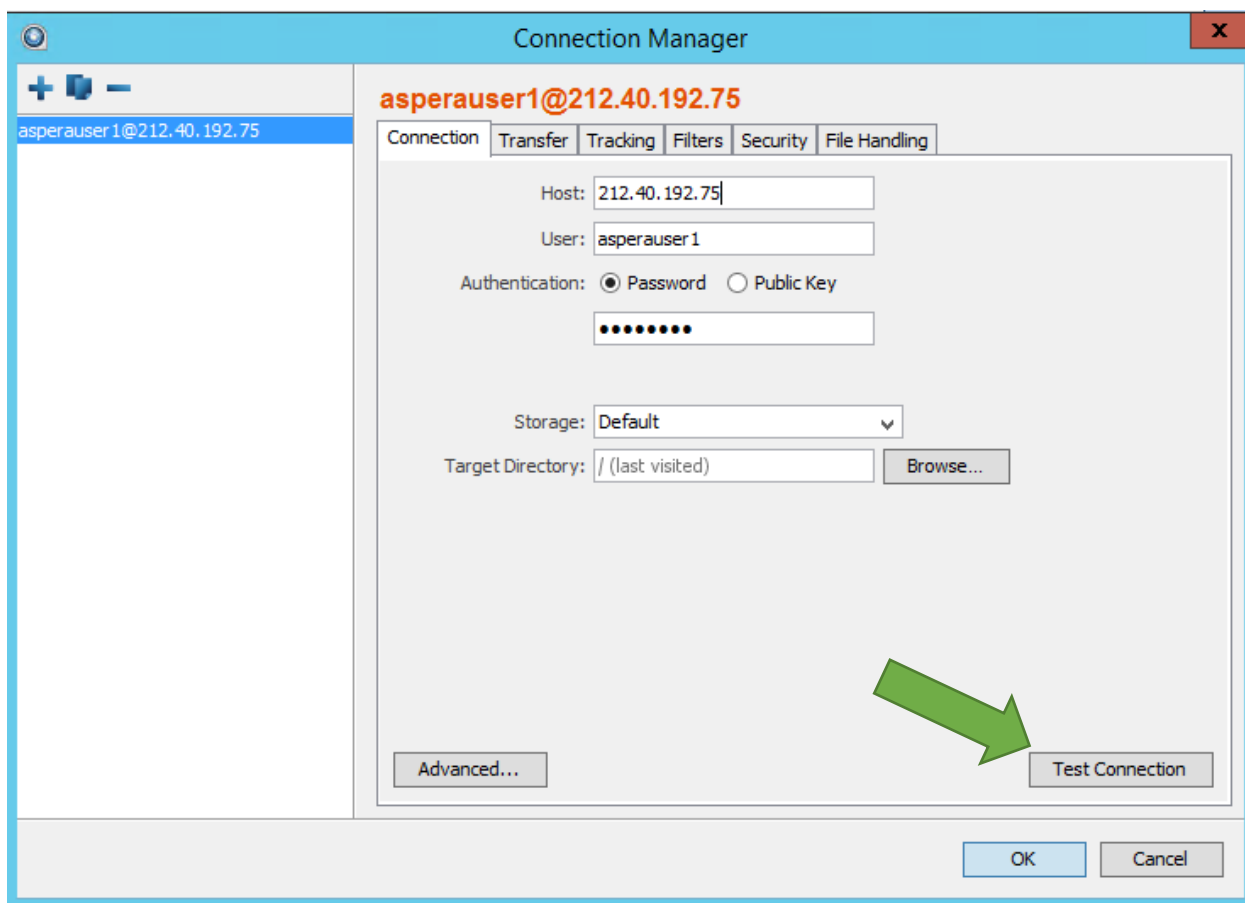 Connection Manager
x
asperauser1@212.40.192.75
asperauser1@212.40.192.75
Connection Transfer Tracking Filters Security File Handling
Host: 212.40.192.75
User: asperauser1
Authentication: Password Public Key
••••••••
Storage: Default
Target Directory: / (last visited) Browse...
Advanced... Test Connection
OK Cancel